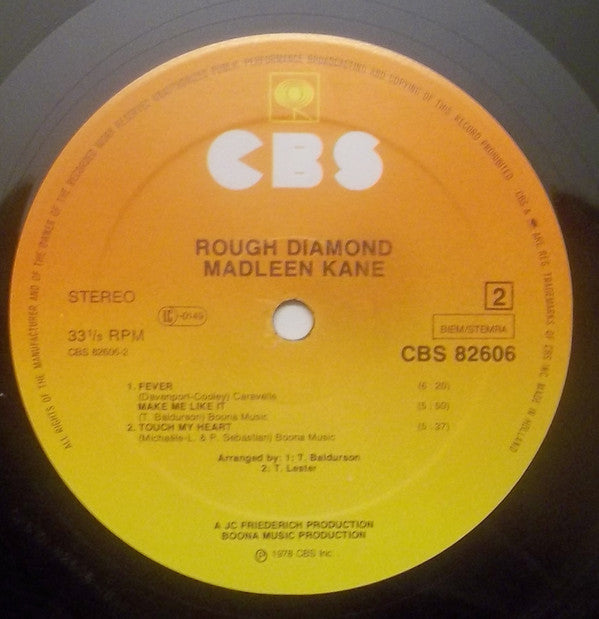 ALL RIGHTS OF THE MANUFACTURER AND OF THE OWNER OF THE RECORDED WORK RESERVED UNAUTHORISED PUBLIC PERFORMANCE BROADCASTING AND COPYING OF THIS RECORD PROHIBITED CBS & ARE REG TRADEMARKS OF CBS INC MADE IN HOLLAND
CBS
ROUGH DIAMOND
MADLEEN KANE
STEREO
2
33⅓ RPM
BIEM/STEMRA
CBS 82606-2
CBS 82606
1. FEVER (6:20)
(Davenport-Cooley) Caravelle
MAKE ME LIKE IT (5:50)
(T. Baldurson) Boona Music
2. TOUCH MY HEART (5:37)
(Michaële-L. & P. Sebastian) Boona Music
Arranged by: 1: T. Baldurson
2: T. Lester
A JC FRIEDERICH PRODUCTION
BOONA MUSIC PRODUCTION
℗ 1978 CBS Inc